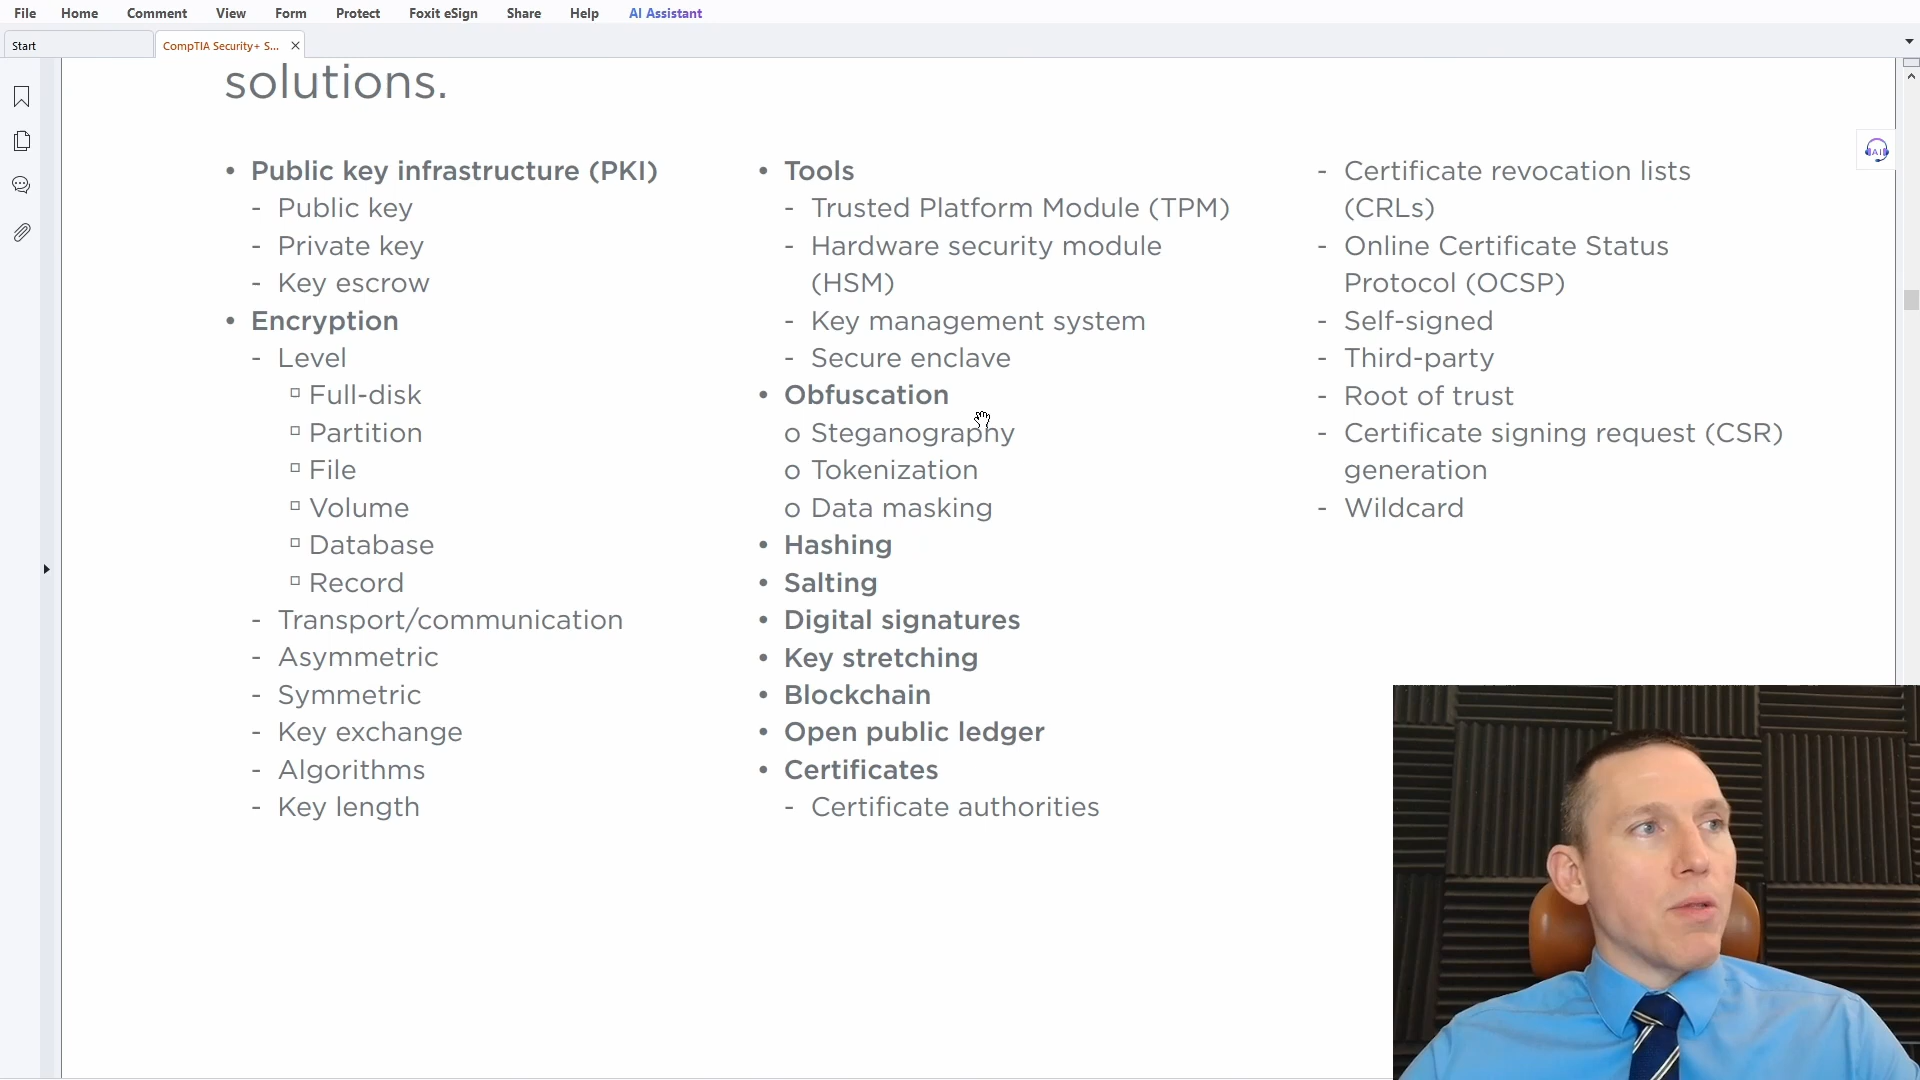 File Home Comment View Form Protect Foxit eSign Share Help AI Assistant
Start
CompTIA Security+ S...
solutions.
• Public key infrastructure (PKI)
- Public key
- Private key
- Key escrow
• Encryption
- Level
▫ Full-disk
▫ Partition
▫ File
▫ Volume
▫ Database
▫ Record
- Transport/communication
- Asymmetric
- Symmetric
- Key exchange
- Algorithms
- Key length
• Tools
- Trusted Platform Module (TPM)
- Hardware security module
(HSM)
- Key management system
- Secure enclave
• Obfuscation
o Steganography
o Tokenization
o Data masking
• Hashing
• Salting
• Digital signatures
• Key stretching
• Blockchain
• Open public ledger
• Certificates
- Certificate authorities
- Certificate revocation lists
(CRLs)
- Online Certificate Status
Protocol (OCSP)
- Self-signed
- Third-party
- Root of trust
- Certificate signing request (CSR)
generation
- Wildcard
AI